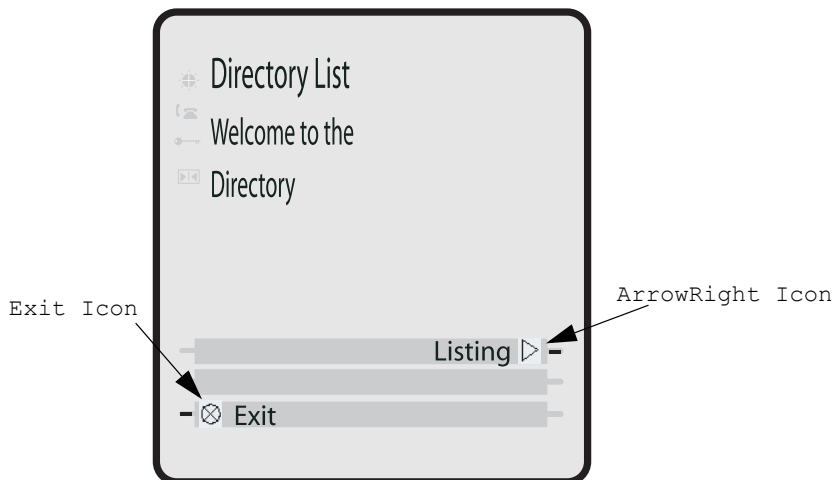 Directory List
Welcome to the
Directory
Exit Icon
ArrowRight Icon
Listing
Exit